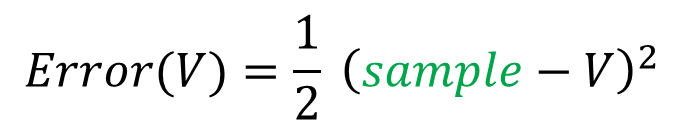 Error(V) = 1/2 (sample − V)²